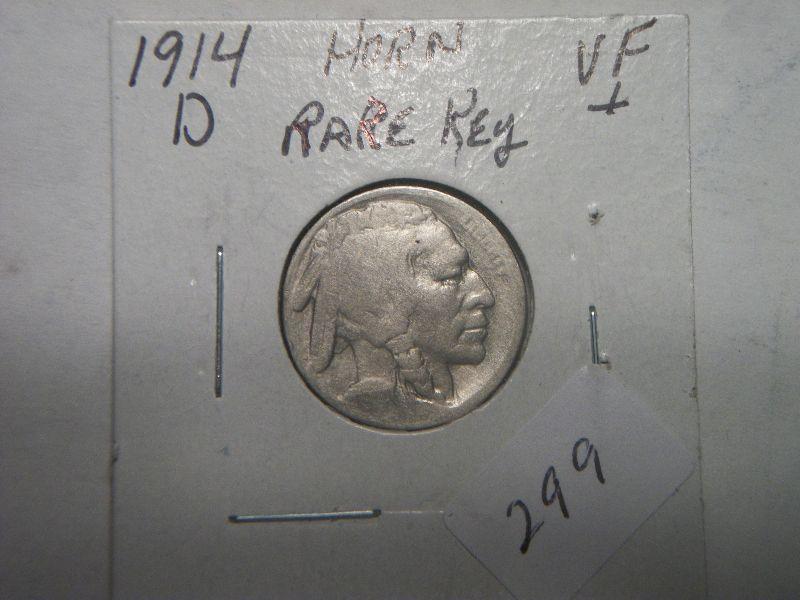 1914 HORN VF
D RARE Key +
LIBERTY
299